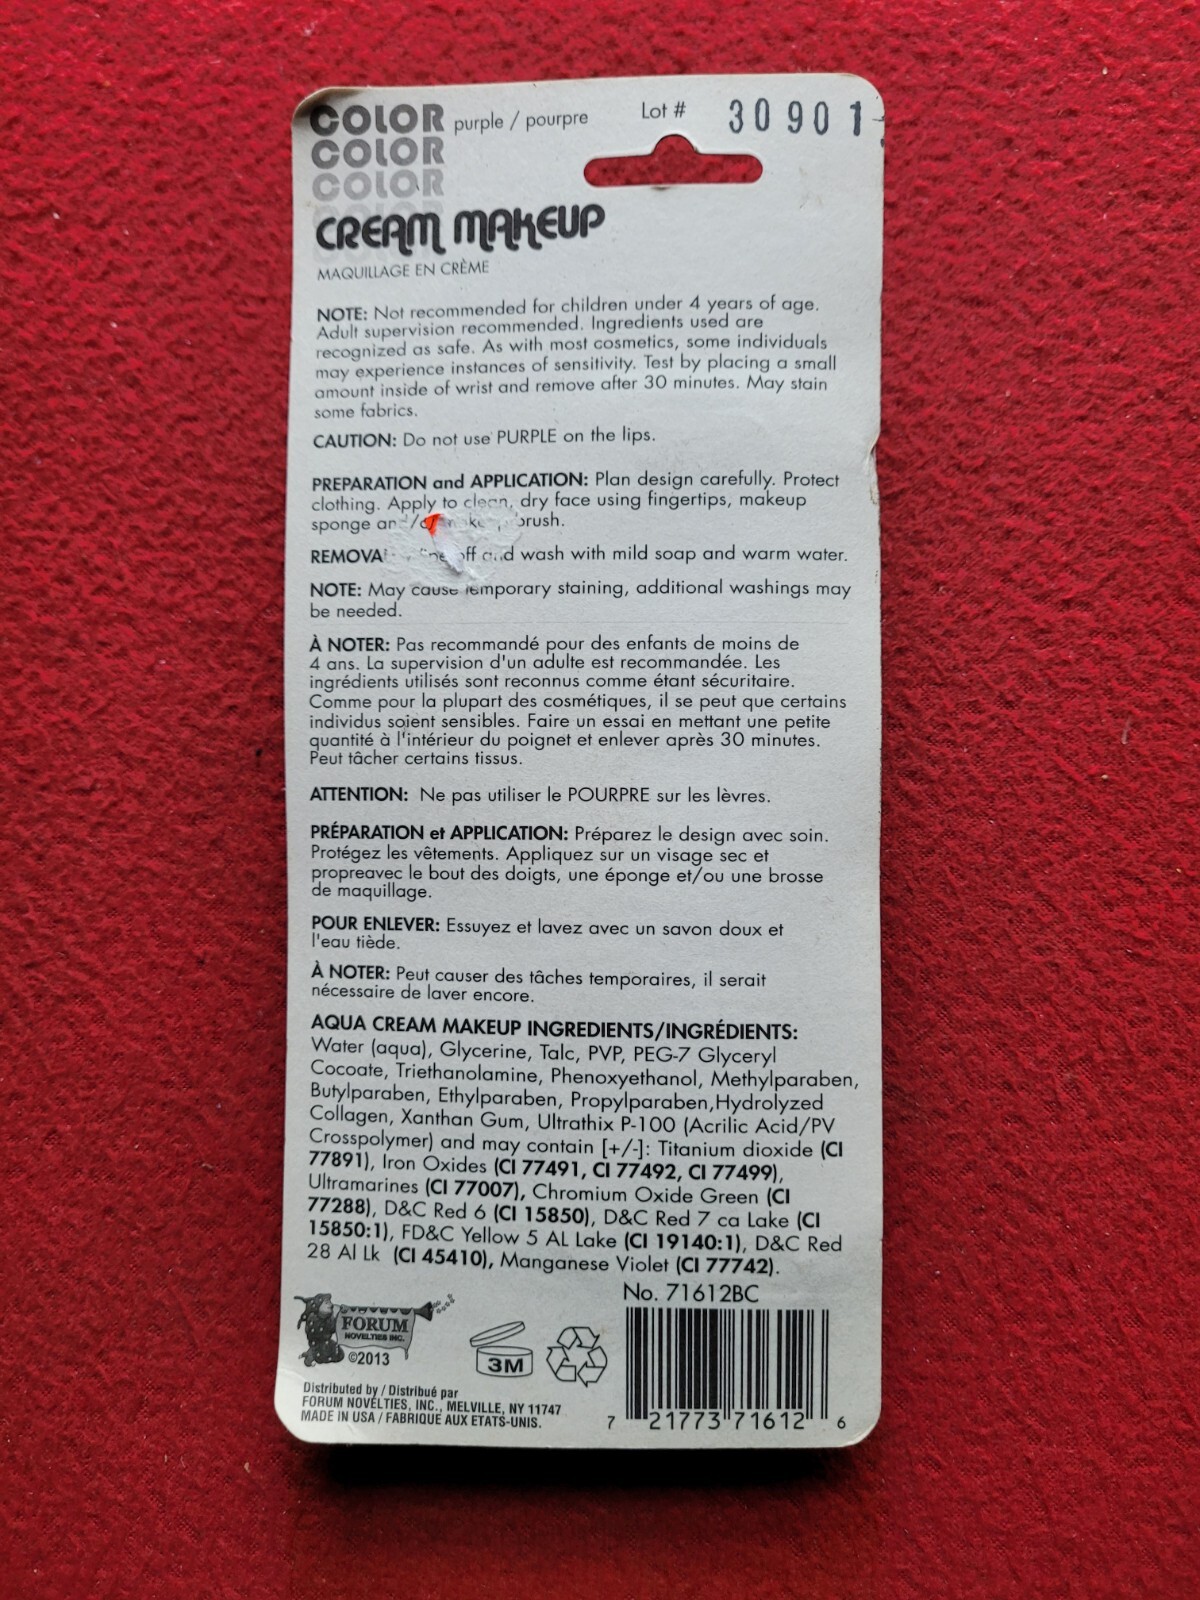 COLOR purple / pourpre Lot # 30901
COLOR
COLOR
CREAM MAKEUP
MAQUILLAGE EN CRÈME
NOTE: Not recommended for children under 4 years of age.
Adult supervision recommended. Ingredients used are
recognized as safe. As with most cosmetics, some individuals
may experience instances of sensitivity. Test by placing a small
amount inside of wrist and remove after 30 minutes. May stain
some fabrics.
CAUTION: Do not use PURPLE on the lips.
PREPARATION and APPLICATION: Plan design carefully. Protect
clothing. Apply to clean, dry face using fingertips, makeup
sponge brush.
off and wash with mild soap and warm water.
NOTE: May cause temporary staining, additional washings may
be needed.
À NOTER: Pas recommandé pour des enfants de moins de
4 ans. La supervision d'un adulte est recommandée. Les
ingrédients utilisés sont reconnus comme étant sécuritaire.
Comme pour la plupart des cosmétiques, il se peut que certains
individus soient sensibles. Faire un essai en mettant une petite
quantité à l'intérieur du poignet et enlever après 30 minutes.
Peut tâcher certains tissus.
ATTENTION: Ne pas utiliser le POURPRE sur les lèvres.
PRÉPARATION et APPLICATION: Préparez le design avec soin.
Protégez les vêtements. Appliquez sur un visage sec et
propreavec le bout des doigts, une éponge et/ou une brosse
de maquillage.
POUR ENLEVER: Essuyez et lavez avec un savon doux et
l'eau tiède.
À NOTER: Peut causer des tâches temporaires, il serait
nécessaire de laver encore.
AQUA CREAM MAKEUP INGREDIENTS/INGRÉDIENTS:
Water (aqua), Glycerine, Talc, PVP, PEG-7 Glyceryl
Cocoate, Triethanolamine, Phenoxyethanol, Methylparaben,
Butylparaben, Ethylparaben, Propylparaben,Hydrolyzed
Collagen, Xanthan Gum, Ultrathix P-100 (Acrilic Acid/PV
Crosspolymer) and may contain [+/-]: Titanium dioxide (CI
77891), Iron Oxides (CI 77491, CI 77492, CI 77499),
Ultramarines (CI 77007), Chromium Oxide Green (CI
77288), D&C Red 6 (CI 15850), D&C Red 7 ca Lake (CI
15850:1), FD&C Yellow 5 AL Lake (CI 19140:1), D&C Red
28 Al Lk (CI 45410), Manganese Violet (CI 77742).
No. 71612BC
FORUM
NOVELTIES INC.
©2013
3M
Distributed by / Distribué par
FORUM NOVELTIES, INC., MELVILLE, NY 11747
MADE IN USA / FABRIQUE AUX ETATS-UNIS.
7 21773 71612 6